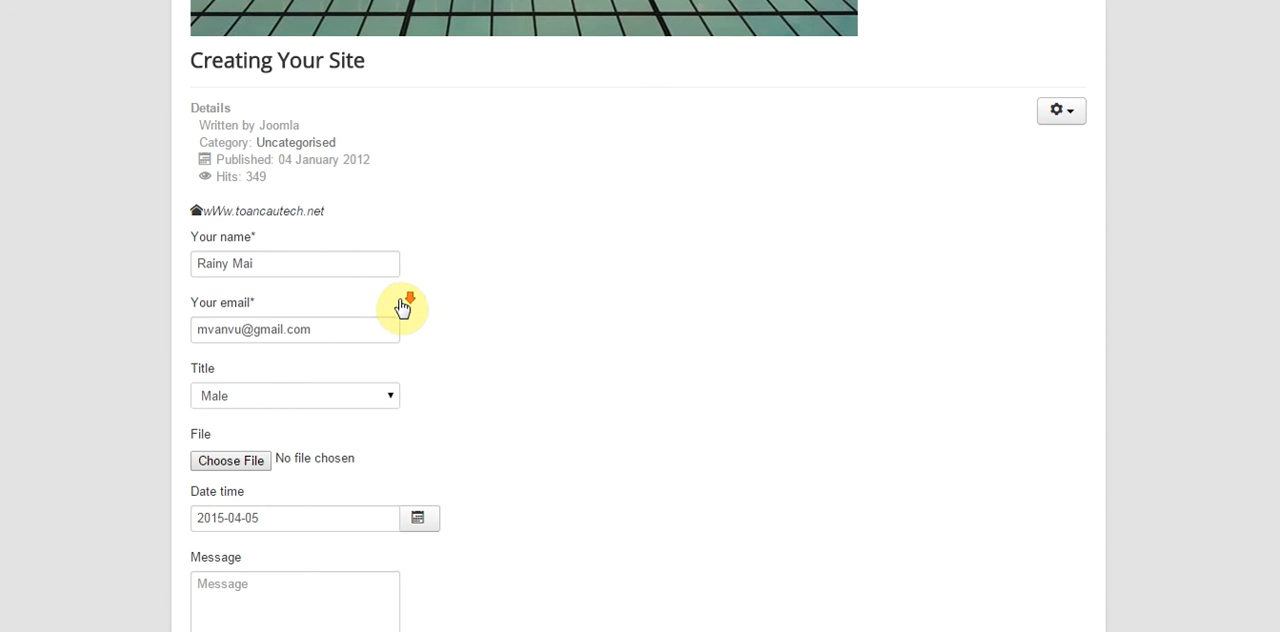 Creating Your Site
Details
Written by Joomla
Category: Uncategorised
Published: 04 January 2012
Hits: 349
wWw.toancautech.net
Your name*
Rainy Mai
Your email*
mvanvu@gmail.com
Title
Male
File
Choose File No file chosen
Date time
2015-04-05
Message
Message